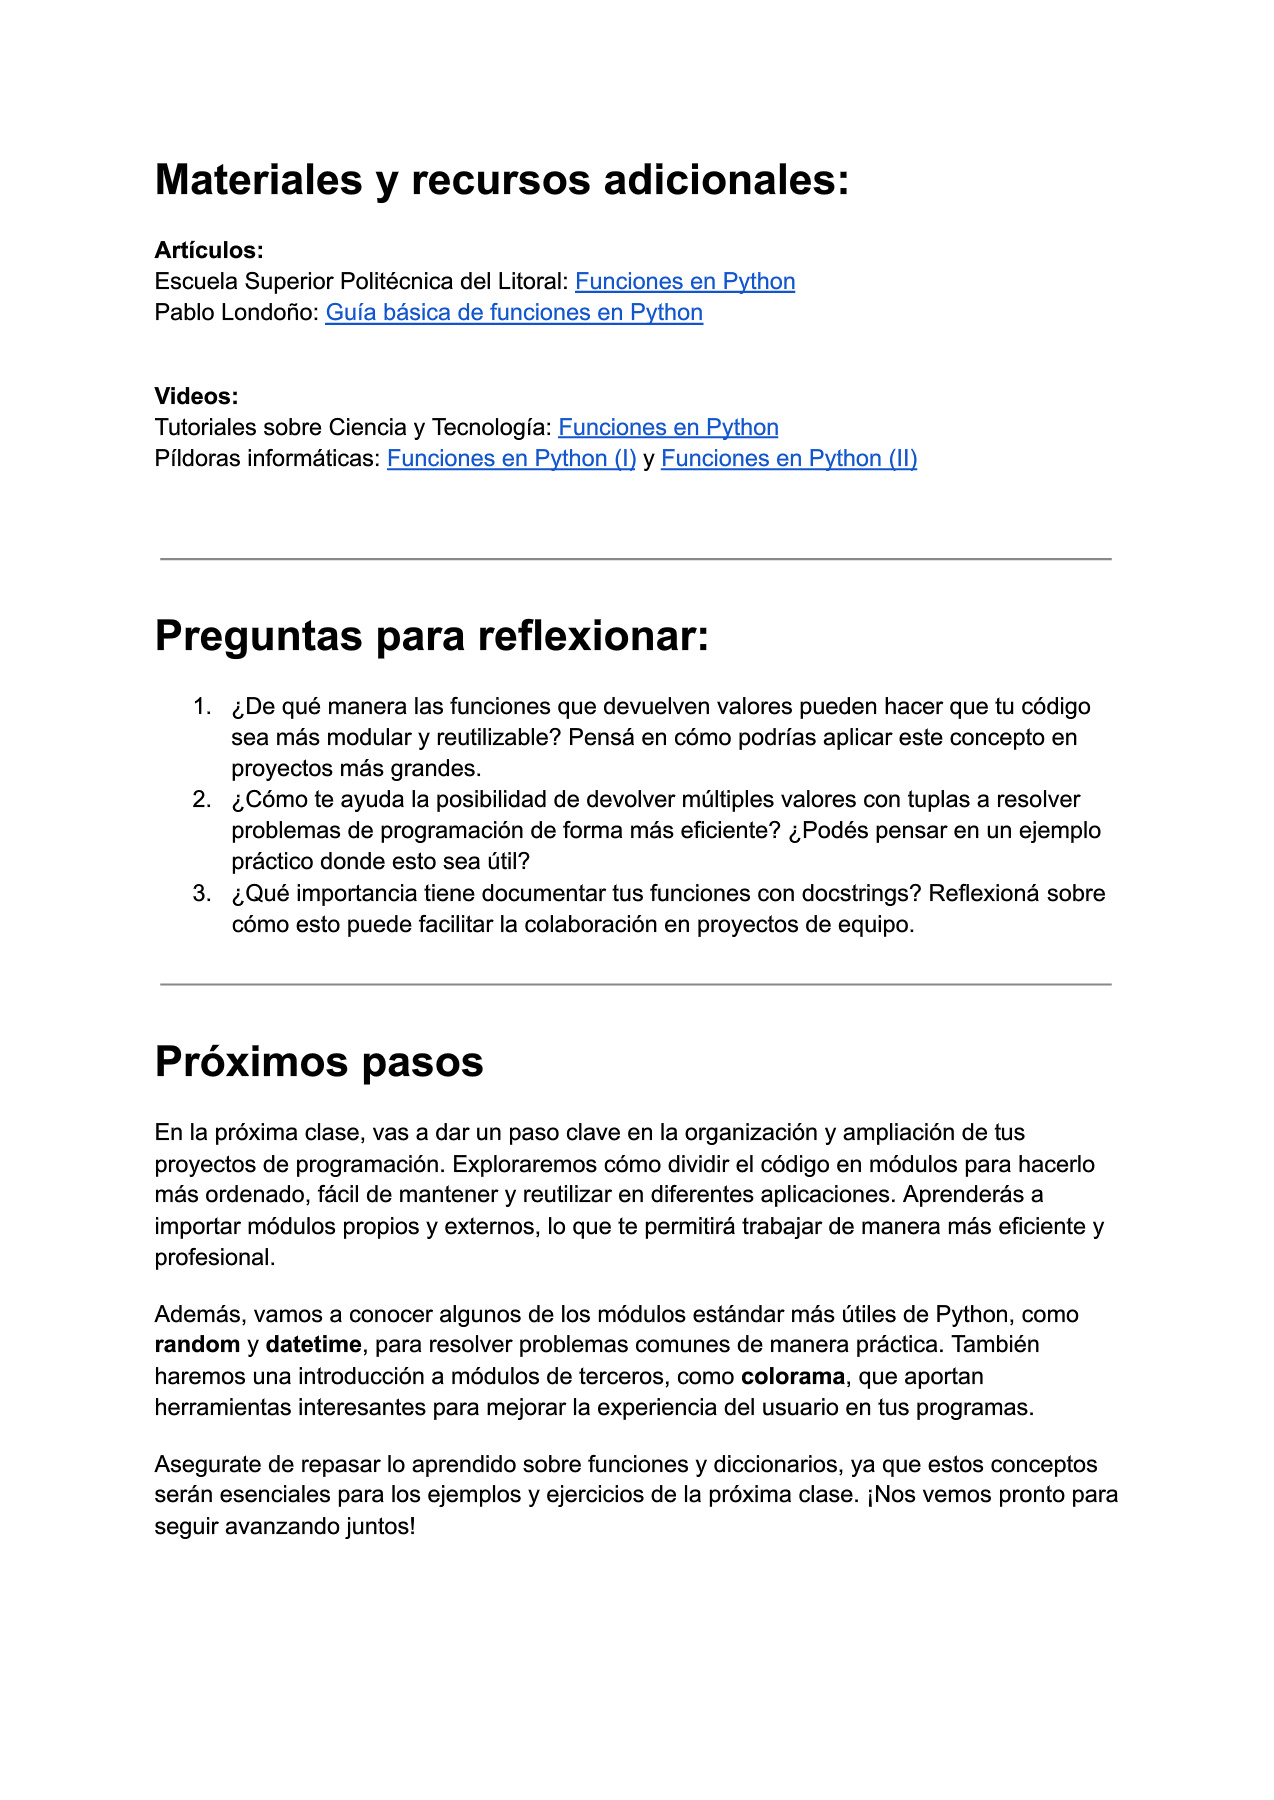 Materiales y recursos adicionales:
Artículos:
Escuela Superior Politécnica del Litoral: Funciones en Python
Pablo Londoño: Guía básica de funciones en Python
Videos:
Tutoriales sobre Ciencia y Tecnología: Funciones en Python
Píldoras informáticas: Funciones en Python (I) y Funciones en Python (II)
Preguntas para reflexionar:
1. ¿De qué manera las funciones que devuelven valores pueden hacer que tu código
sea más modular y reutilizable? Pensá en cómo podrías aplicar este concepto en
proyectos más grandes.
2. ¿Cómo te ayuda la posibilidad de devolver múltiples valores con tuplas a resolver
problemas de programación de forma más eficiente? ¿Podés pensar en un ejemplo
práctico donde esto sea útil?
3. ¿Qué importancia tiene documentar tus funciones con docstrings? Reflexioná sobre
cómo esto puede facilitar la colaboración en proyectos de equipo.
Próximos pasos
En la próxima clase, vas a dar un paso clave en la organización y ampliación de tus
proyectos de programación. Exploraremos cómo dividir el código en módulos para hacerlo
más ordenado, fácil de mantener y reutilizar en diferentes aplicaciones. Aprenderás a
importar módulos propios y externos, lo que te permitirá trabajar de manera más eficiente y
profesional.
Además, vamos a conocer algunos de los módulos estándar más útiles de Python, como
random y datetime, para resolver problemas comunes de manera práctica. También
haremos una introducción a módulos de terceros, como colorama, que aportan
herramientas interesantes para mejorar la experiencia del usuario en tus programas.
Asegurate de repasar lo aprendido sobre funciones y diccionarios, ya que estos conceptos
serán esenciales para los ejemplos y ejercicios de la próxima clase. ¡Nos vemos pronto para
seguir avanzando juntos!